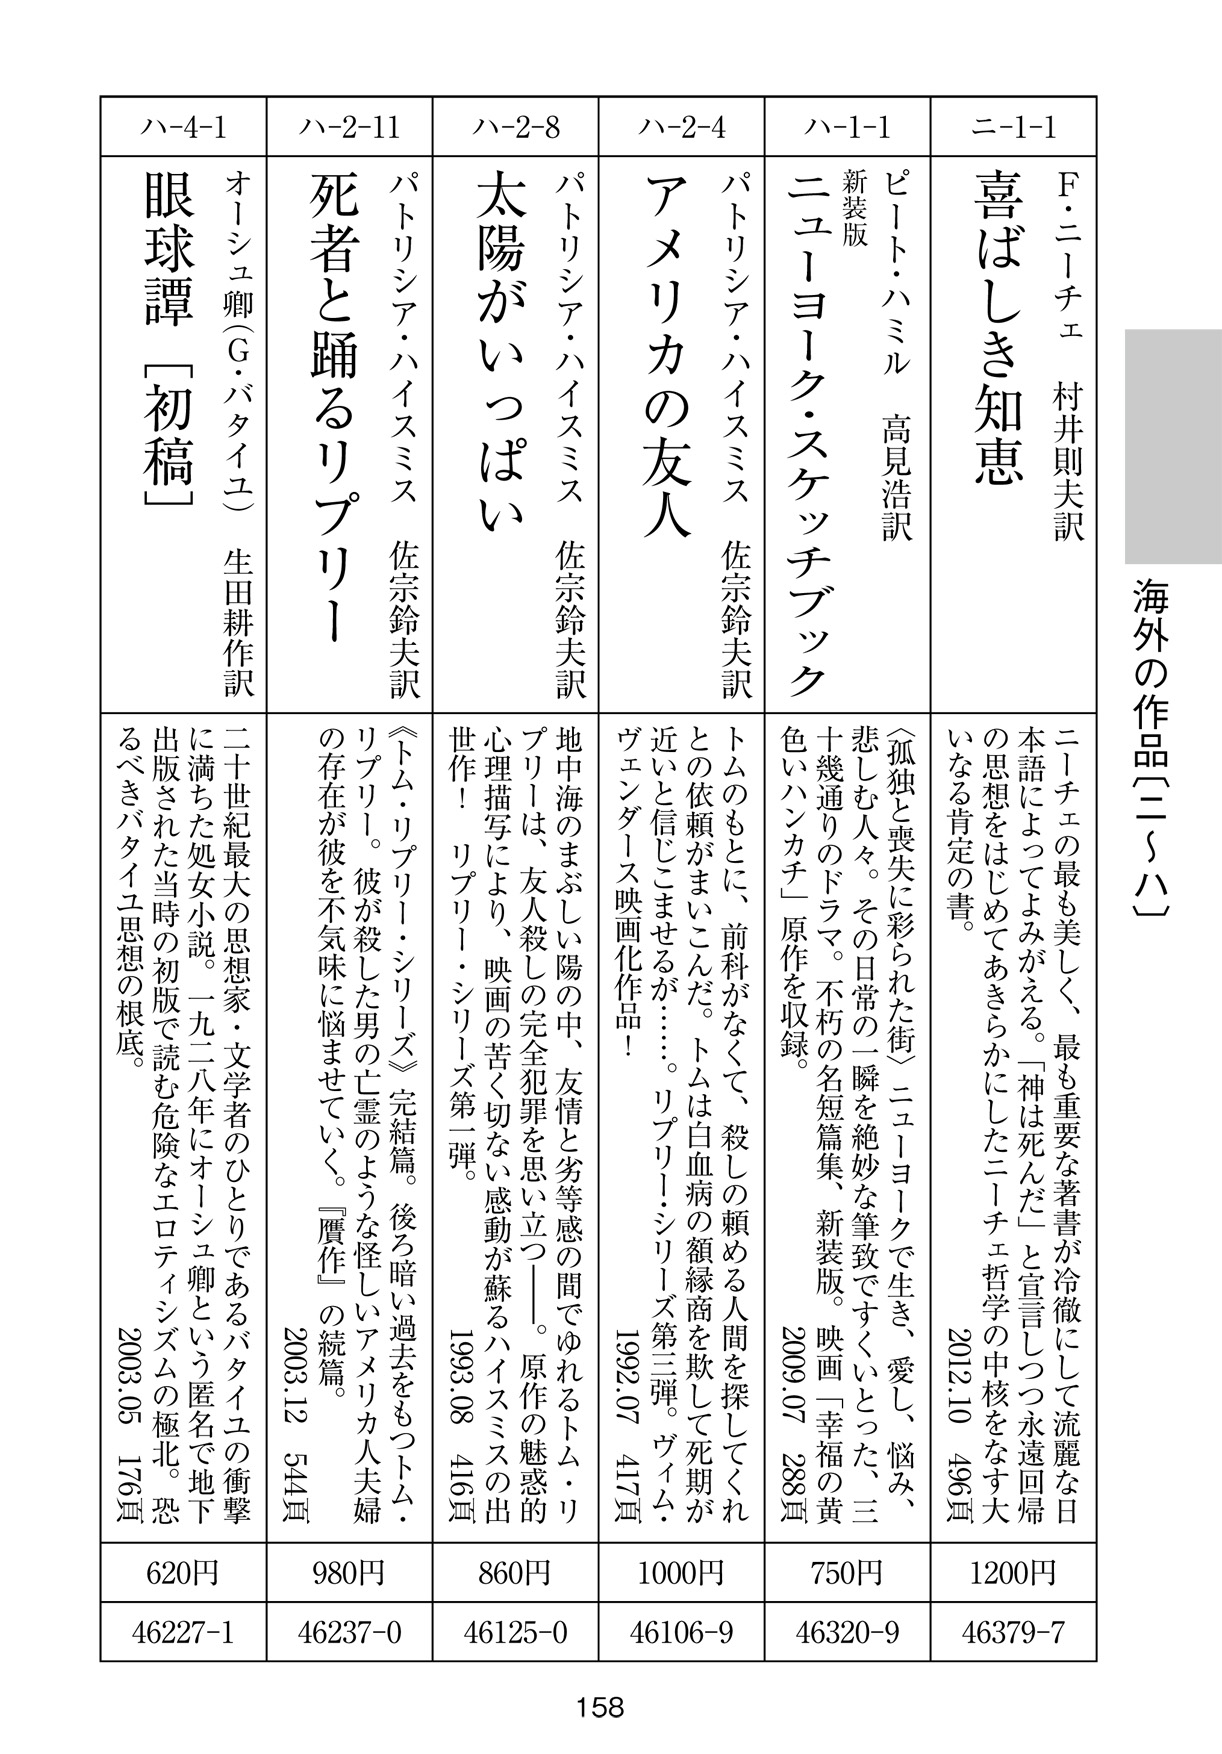 海外の作品〔ニ〜ハ〕
ニ-1-1
F・ニーチェ　村井則夫訳
喜ばしき知恵
ニーチェの最も美しく、最も重要な著書が冷徹にして流麗な日
本語によってよみがえる。「神は死んだ」と宣言しつつ永遠回帰
の思想をはじめてあきらかにしたニーチェ哲学の中核をなす大
いなる肯定の書。
2012.10　496頁
1200円
46379-7
ハ-1-1
ピート・ハミル　高見浩訳
新装版
ニューヨーク・スケッチブック
〈孤独と喪失に彩られた街〉ニューヨークで生き、愛し、悩み、
悲しむ人々。その日常の一瞬を絶妙な筆致ですくいとった、三
十幾通りのドラマ。不朽の名短篇集、新装版。映画「幸福の黄
色いハンカチ」原作を収録。
2009.07　288頁
750円
46320-9
ハ-2-4
パトリシア・ハイスミス　佐宗鈴夫訳
アメリカの友人
トムのもとに、前科がなくて、殺しの頼める人間を探してくれ
との依頼がまいこんだ。トムは白血病の額縁商を欺して死期が
近いと信じこませるが……。リプリー・シリーズ第三弾。ヴィム・
ヴェンダース映画化作品！
1992.07　417頁
1000円
46106-9
ハ-2-8
パトリシア・ハイスミス　佐宗鈴夫訳
太陽がいっぱい
地中海のまぶしい陽の中、友情と劣等感の間でゆれるトム・リ
プリーは、友人殺しの完全犯罪を思い立つ――。原作の魅惑的
心理描写により、映画の苦く切ない感動が蘇るハイスミスの出
世作！　リプリー・シリーズ第一弾。
1993.08　416頁
860円
46125-0
ハ-2-11
パトリシア・ハイスミス　佐宗鈴夫訳
死者と踊るリプリー
《トム・リプリー・シリーズ》完結篇。後ろ暗い過去をもつトム・
リプリー。彼が殺した男の亡霊のような怪しいアメリカ人夫婦
の存在が彼を不気味に悩ませていく。『贋作』の続篇。
2003.12　544頁
980円
46237-0
ハ-4-1
オーシュ卿（G・バタイユ）　生田耕作訳
眼球譚［初稿］
二十世紀最大の思想家・文学者のひとりであるバタイユの衝撃
に満ちた処女小説。一九二八年にオーシュ卿という匿名で地下
出版された当時の初版で読む危険なエロティシズムの極北。恐
るべきバタイユ思想の根底。
2003.05　176頁
620円
46227-1
158